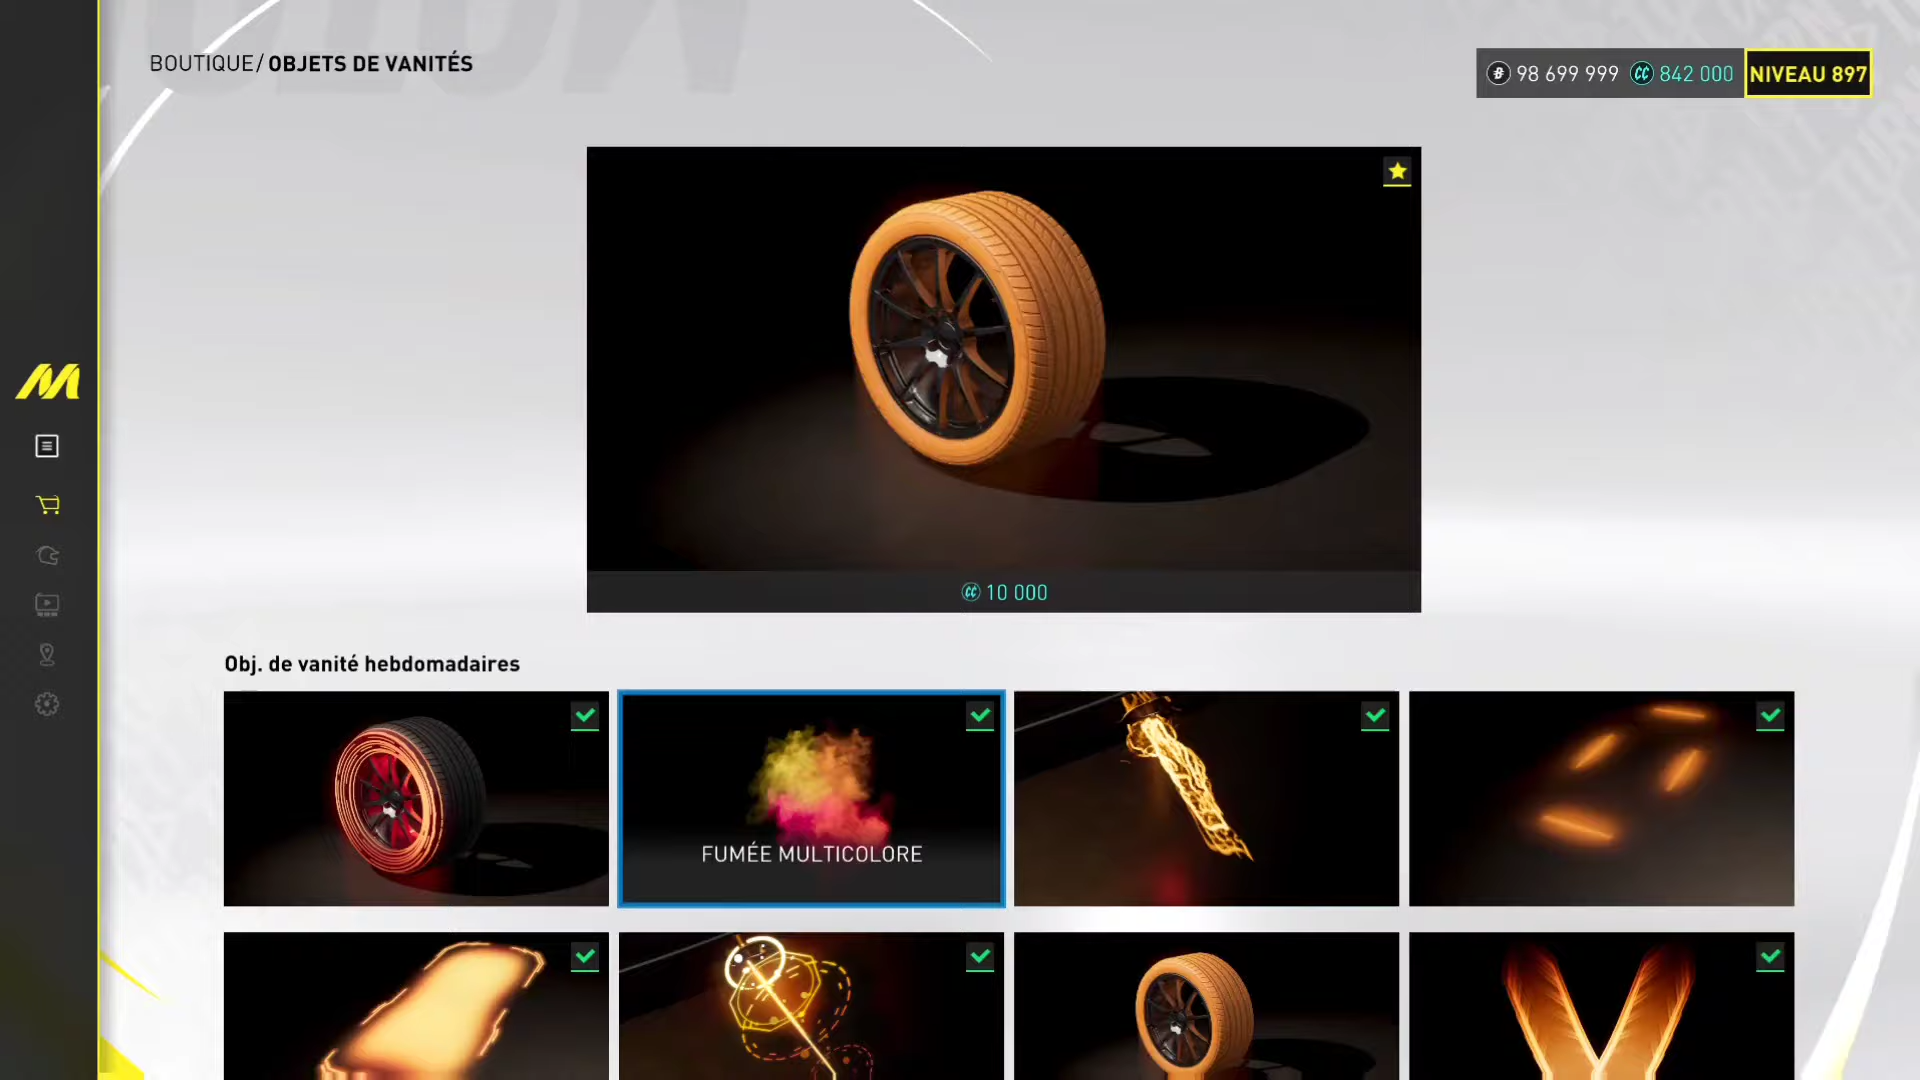 BOUTIQUE/OBJETS DE VANITÉS
98 699 999 842 000 NIVEAU 897
10 000
Obj. de vanité hebdomadaires
FUMÉE MULTICOLORE